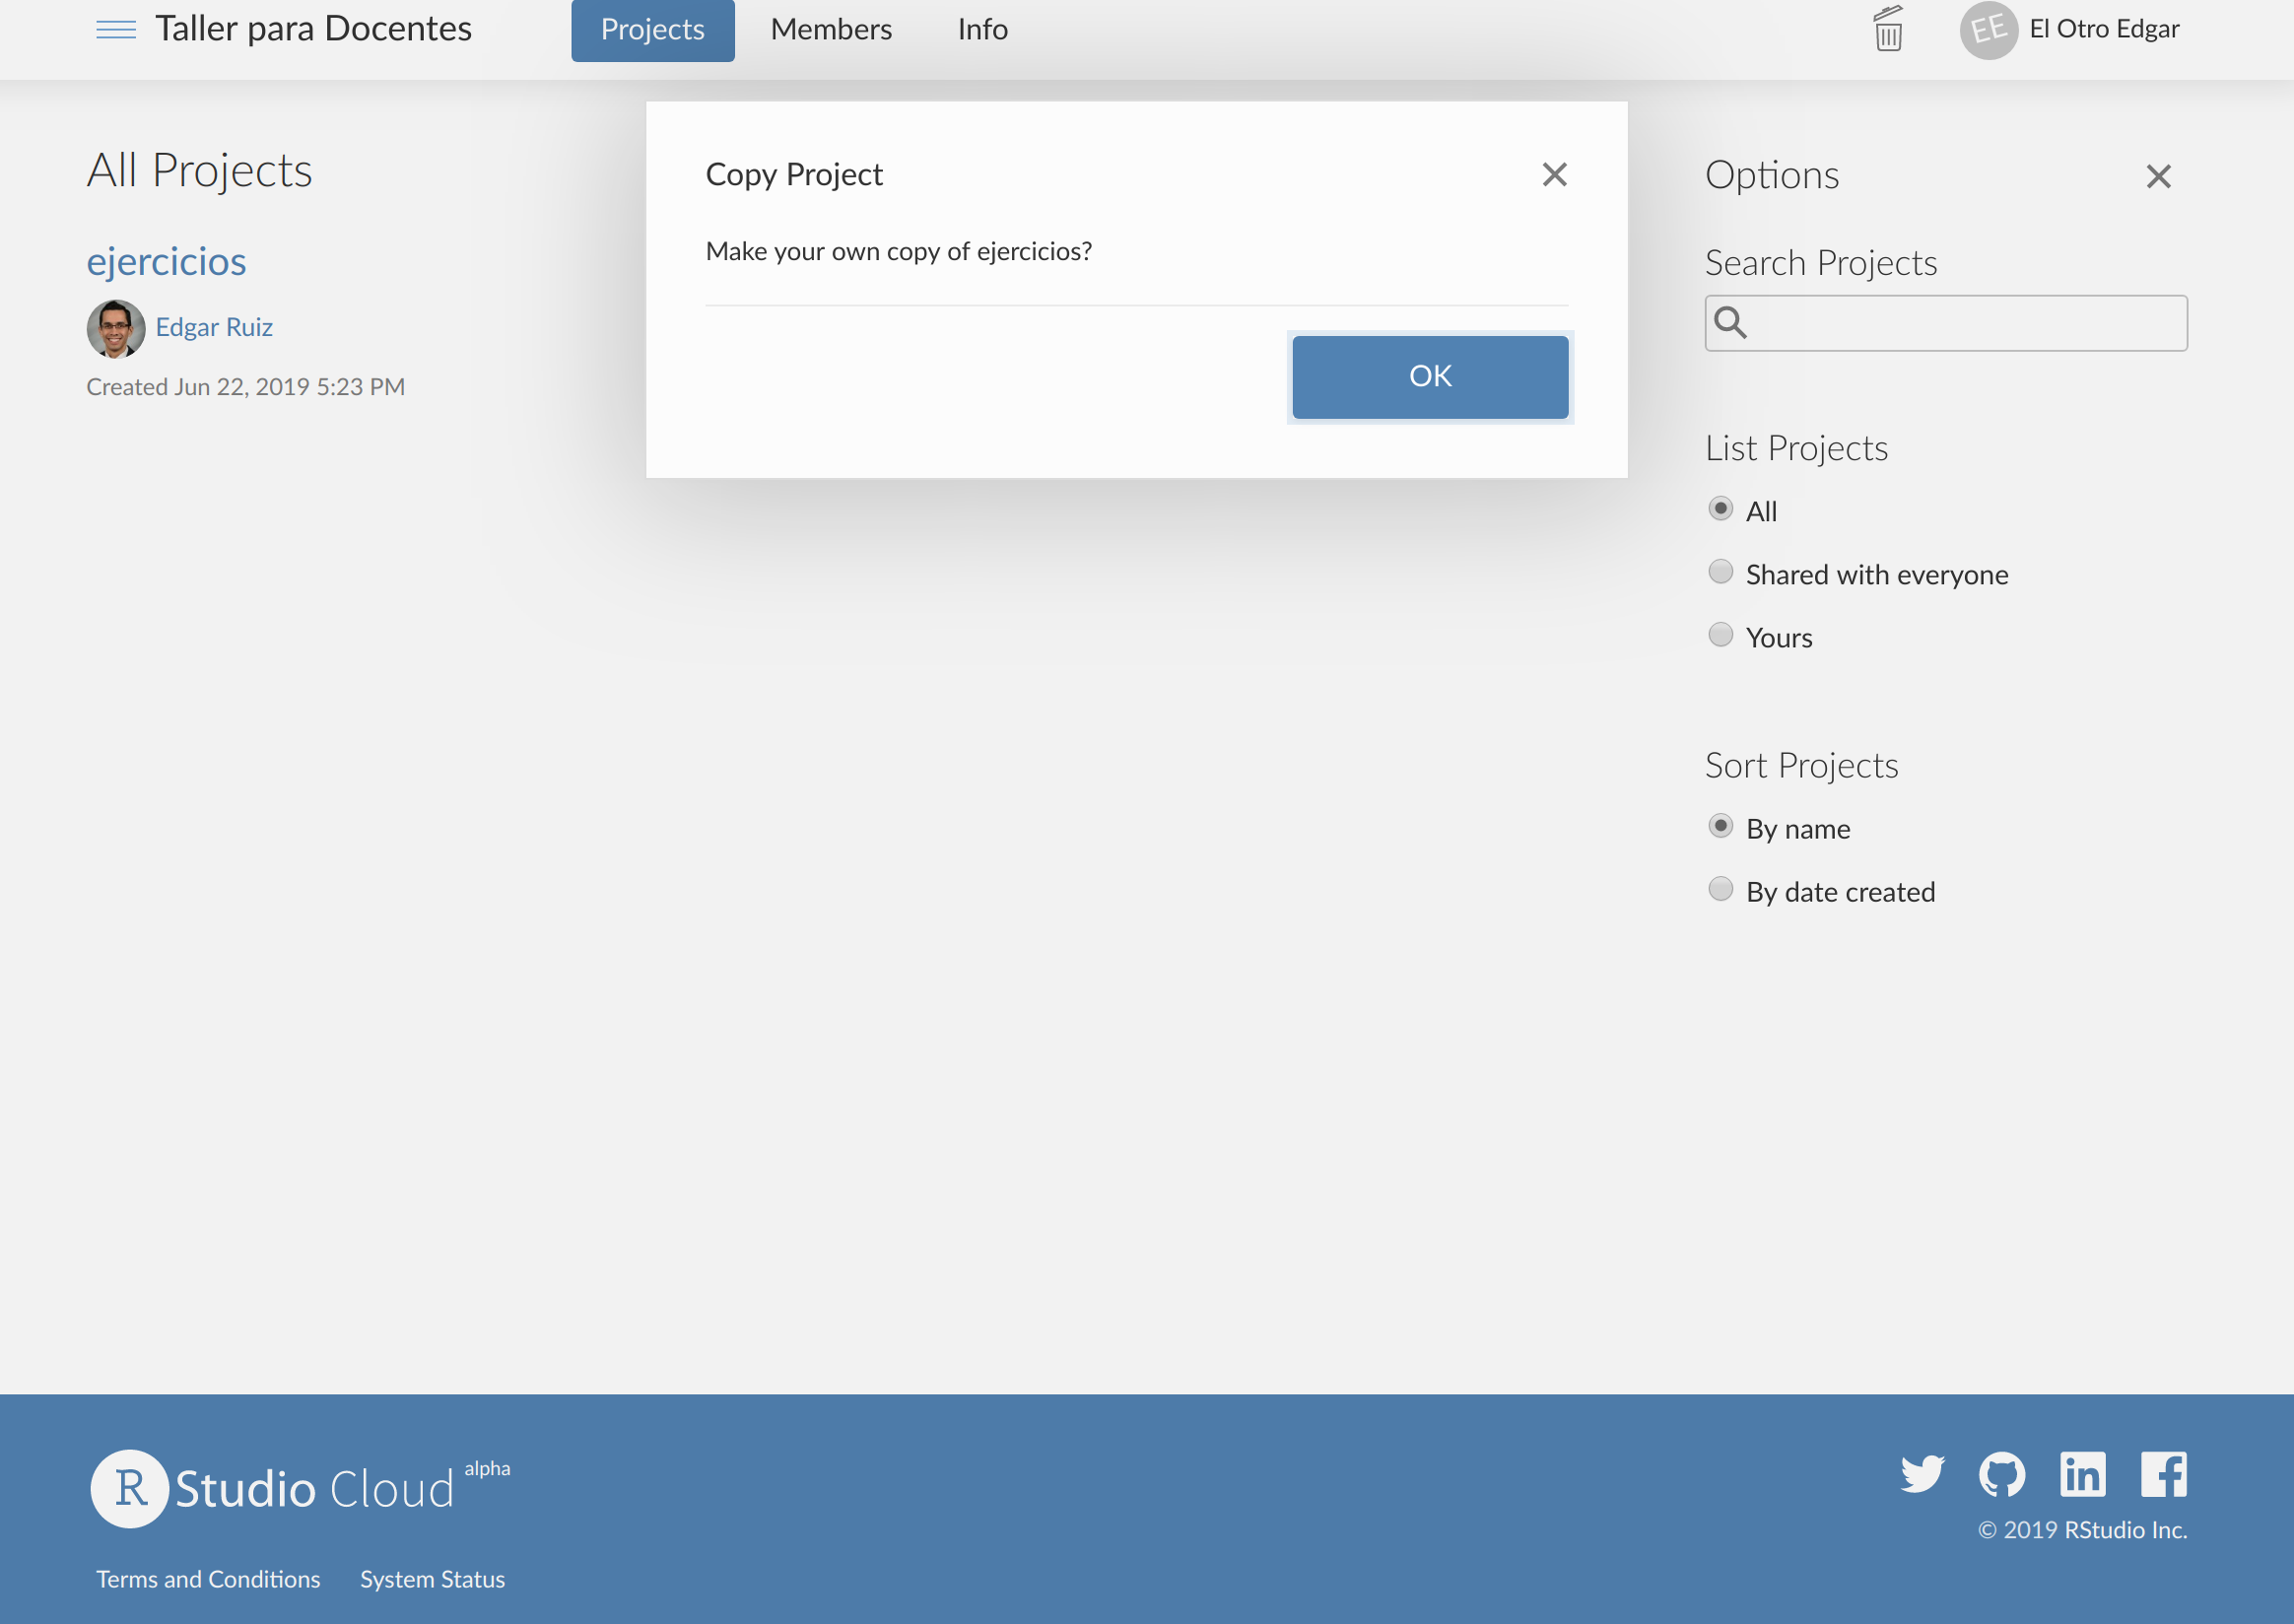 Taller para Docentes
Projects
Members
Info
EE
El Otro Edgar
All Projects
ejercicios
Edgar Ruiz
Created Jun 22, 2019 5:23 PM
Copy Project
Make your own copy of ejercicios?
OK
Options
Search Projects
List Projects
All
Shared with everyone
Yours
Sort Projects
By name
By date created
R Studio Cloud alpha
Terms and Conditions
System Status
© 2019 RStudio Inc.